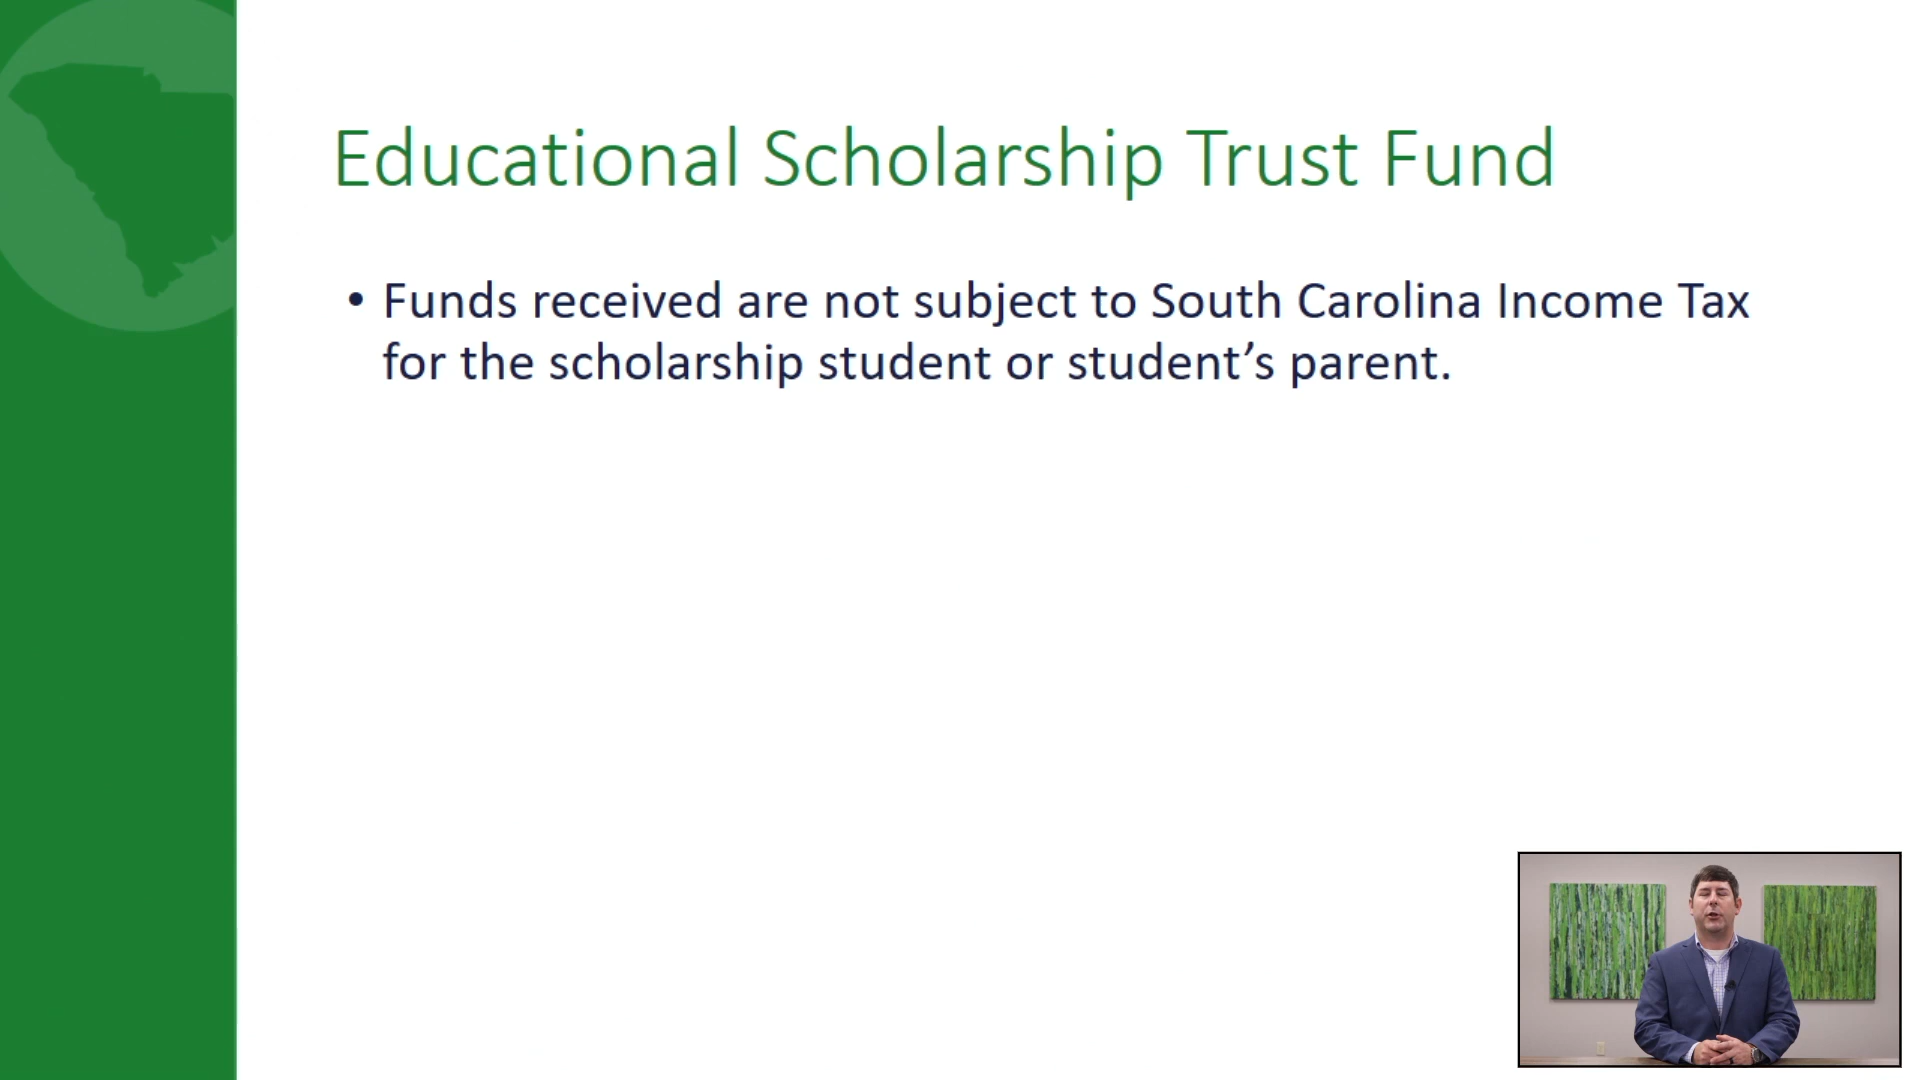 Educational Scholarship Trust Fund
• Funds received are not subject to South Carolina Income Tax
for the scholarship student or student’s parent.